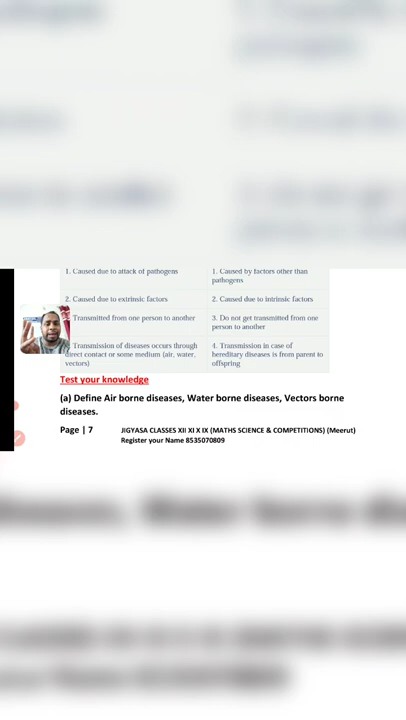 1. Caused due to attack of pathogens
1. Caused by factors other than
pathogens
2. Caused due to extrinsic factors
2. Caused due to intrinsic factors
Transmitted from one person to another
3. Do not get transmitted from one
person to another
Transmission of diseases occurs through
direct contact or some medium (air, water,
vectors)
4. Transmission in case of
hereditary diseases is from parent to
offspring
Test your knowledge
(a) Define Air borne diseases, Water borne diseases, Vectors borne
diseases.
Page | 7
JIGYASA CLASSES XII XI X IX (MATHS SCIENCE & COMPETITIONS) (Meerut)
Register your Name 8535070809